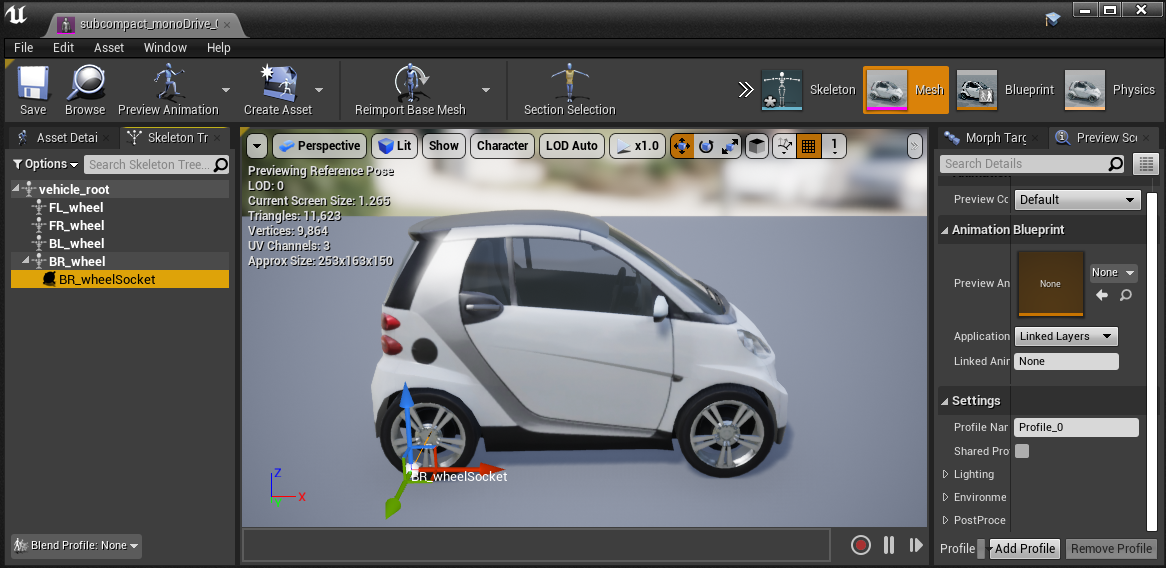 subcompact_monoDrive_(
File Edit Asset Window Help
Save Browse Preview Animation Create Asset Reimport Base Mesh Section Selection Skeleton Mesh Blueprint Physics
Asset Detai Skeleton Tr
Options Search Skeleton Tree...
vehicle_root
FL_wheel
FR_wheel
BL_wheel
BR_wheel
BR_wheelSocket
Blend Profile: None
Perspective Lit Show Character LOD Auto x1.0 1
Previewing Reference Pose
LOD: 0
Current Screen Size: 1.265
Triangles: 11,623
Vertices: 9,864
UV Channels: 3
Approx Size: 253x163x150
BR_wheelSocket
Z
X
Y
Morph Targ Preview Sc
Search Details
Preview Cc Default
Animation Blueprint
Preview An None None
Application Linked Layers
Linked Anir None
Settings
Profile Nar Profile_0
Shared Pro
Lighting
Environme
PostProce
Profile Add Profile Remove Profile